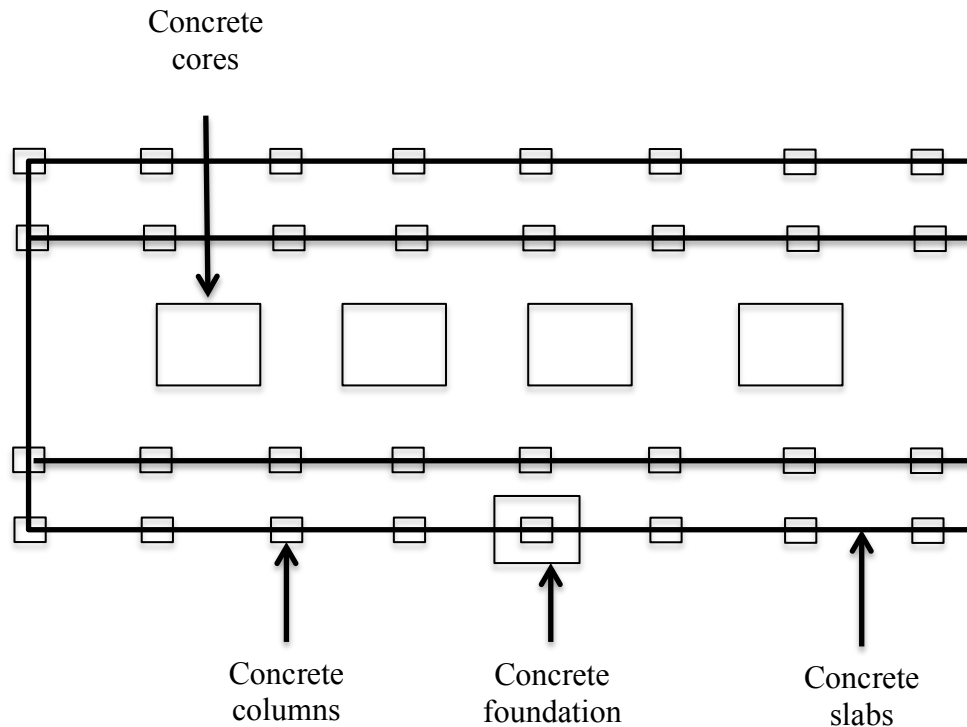 Concrete
cores
Concrete
columns
Concrete
foundation
Concrete
slabs